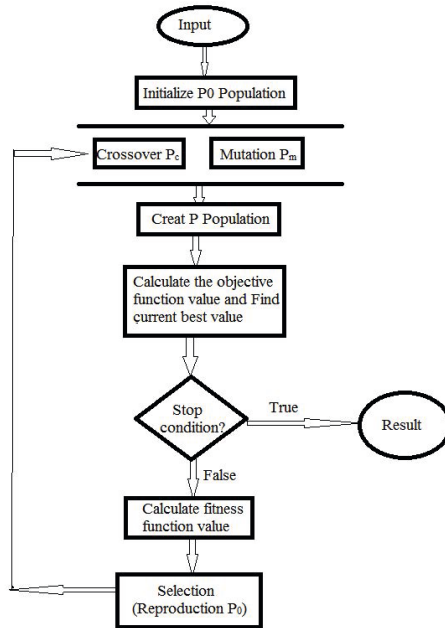 Input
Initialize P0 Population
Crossover Pc
Mutation Pm
Creat P Population
Calculate the objective
function value and Find
current best value
Stop
condition?
True
Result
False
Calculate fitness
function value
Selection
(Reproduction P0)